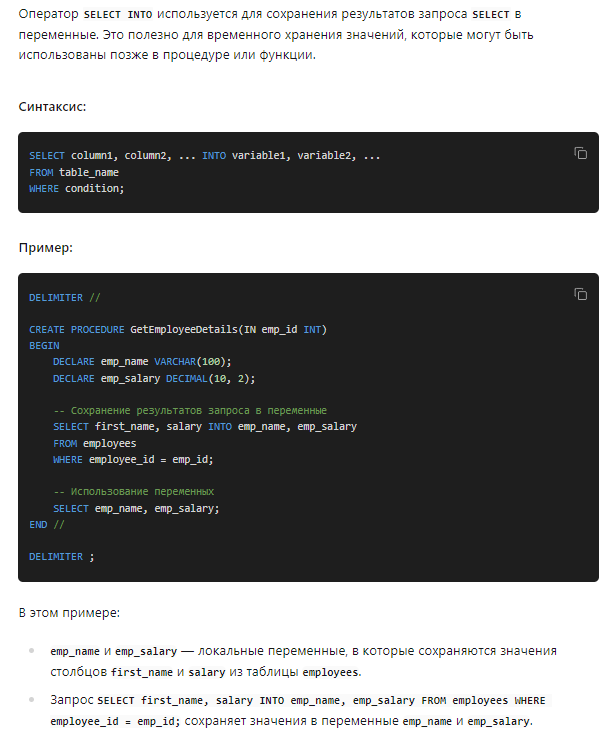 Оператор SELECT INTO используется для сохранения результатов запроса SELECT в
переменные. Это полезно для временного хранения значений, которые могут быть
использованы позже в процедуре или функции.
Синтаксис:
SELECT column1, column2, ... INTO variable1, variable2, ...
FROM table_name
WHERE condition;
Пример:
DELIMITER //
CREATE PROCEDURE GetEmployeeDetails(IN emp_id INT)
BEGIN
    DECLARE emp_name VARCHAR(100);
    DECLARE emp_salary DECIMAL(10, 2);
    -- Сохранение результатов запроса в переменные
    SELECT first_name, salary INTO emp_name, emp_salary
    FROM employees
    WHERE employee_id = emp_id;
    -- Использование переменных
    SELECT emp_name, emp_salary;
END //
DELIMITER ;
В этом примере:
emp_name и emp_salary — локальные переменные, в которые сохраняются значения
столбцов first_name и salary из таблицы employees.
Запрос SELECT first_name, salary INTO emp_name, emp_salary FROM employees WHERE
employee_id = emp_id; сохраняет значения в переменные emp_name и emp_salary.